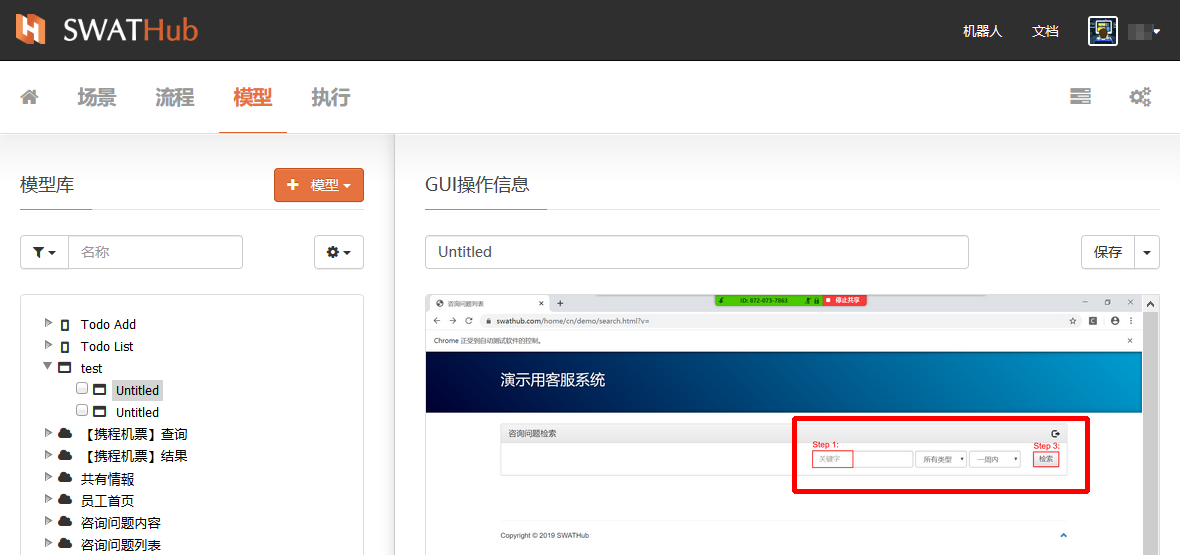 SWATHub
机器人 文档
场景 流程 模型 执行
模型库
+ 模型
名称
Todo Add
Todo List
test
Untitled
Untitled
【携程机票】查询
【携程机票】结果
共有情報
员工首页
咨询问题内容
咨询问题列表
GUI操作信息
Untitled
保存
咨询问题列表
ID: 872-073-7863 停止共享
swathub.com/home/cn/demo/search.html?v=
Chrome 正受到自动测试软件的控制。
演示用客服系统
咨询问题检索
Step 1: Step 3:
关键字 所有类型 一周内 检索
Copyright © 2019 SWATHub